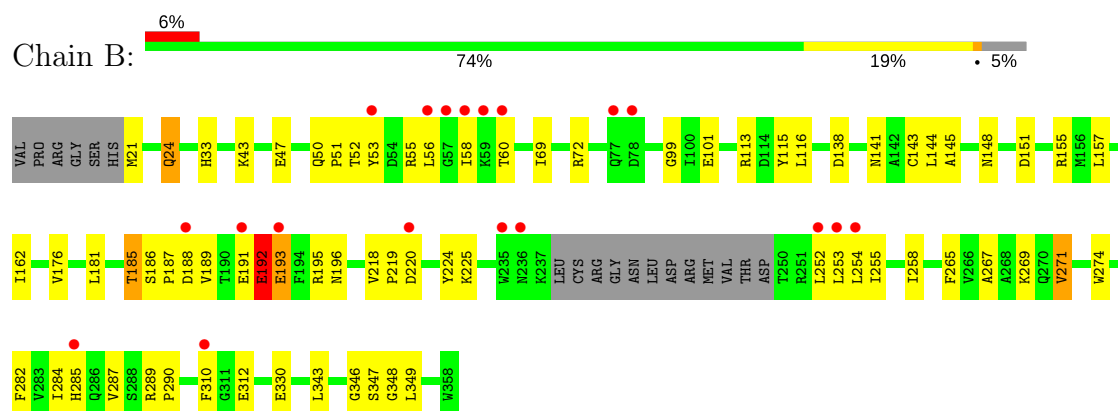 6%
Chain B:
74% 19% • 5%
VAL PRO ARG GLY SER HIS M21 Q24 H33 K43 E47 Q50 P51 T52 Y53 D54 R55 L56 G57 I58 K59 T60 I69 R72 Q77 D78 G99 I100 E101 R113 D114 Y115 L116 D138 N141 A142 C143 L144 A145 N148 D151 R155 M156 L157
I162 V176 L181 T185 S186 P187 D188 V189 T190 E191 E192 E193 F194 R195 N196 V218 P219 D220 Y224 K225 W235 N236 K237 LEU CYS ARG GLY ASN LEU ASP ARG MET VAL THR ASP T250 R251 L252 L253 L254 I255 I258 F265 V266 A267 A268 K269 Q270 V271 W274
F282 V283 I284 H285 Q286 V287 S288 R289 P290 F310 G311 E312 E330 L343 G346 S347 G348 L349 W358